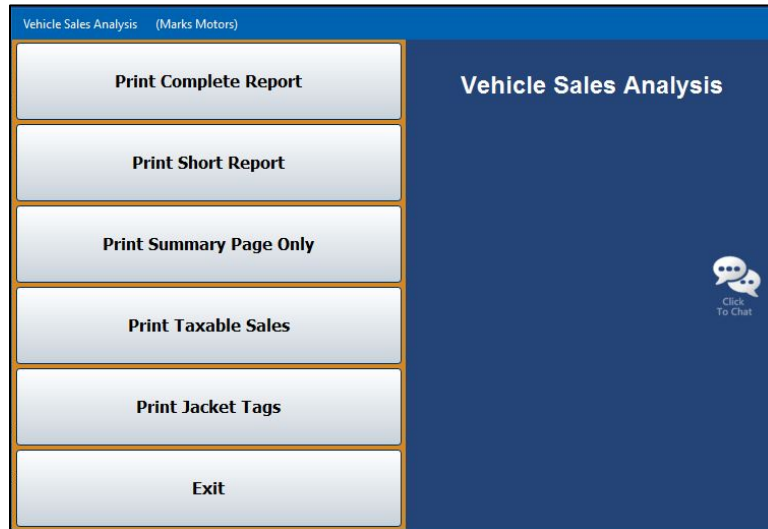 Vehicle Sales Analysis (Marks Motors)
Print Complete Report
Print Short Report
Print Summary Page Only
Print Taxable Sales
Print Jacket Tags
Exit
Vehicle Sales Analysis
Click
To Chat